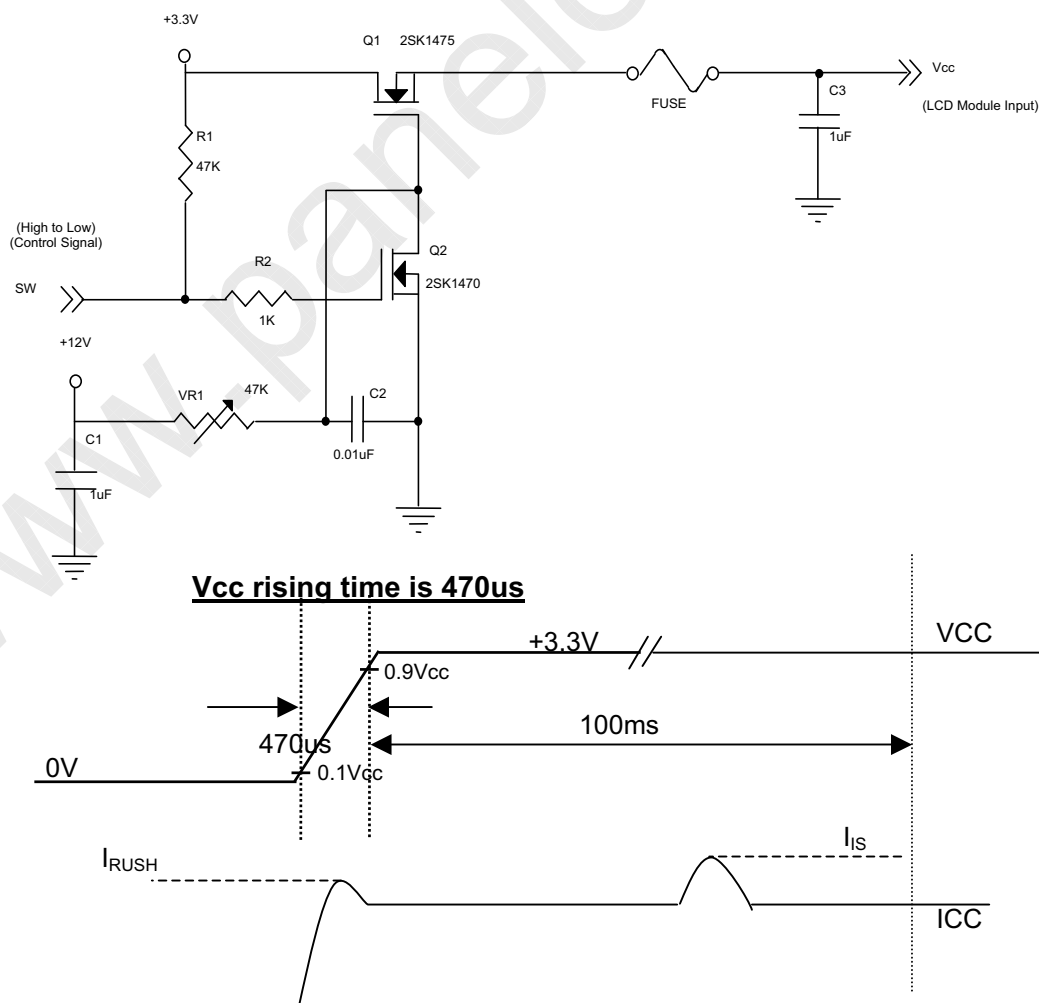 www.panelo
+3.3V
Q1 2SK1475
Vcc
FUSE
C3
(LCD Module Input)
R1
1uF
47K
(High to Low)
(Control Signal)
Q2
R2
2SK1470
SW
1K
+12V
VR1
47K
C2
C1
0.01uF
1uF
Vcc rising time is 470us
+3.3V
VCC
0.9Vcc
470us
100ms
0V
0.1Vcc
IRUSH
IIS
ICC